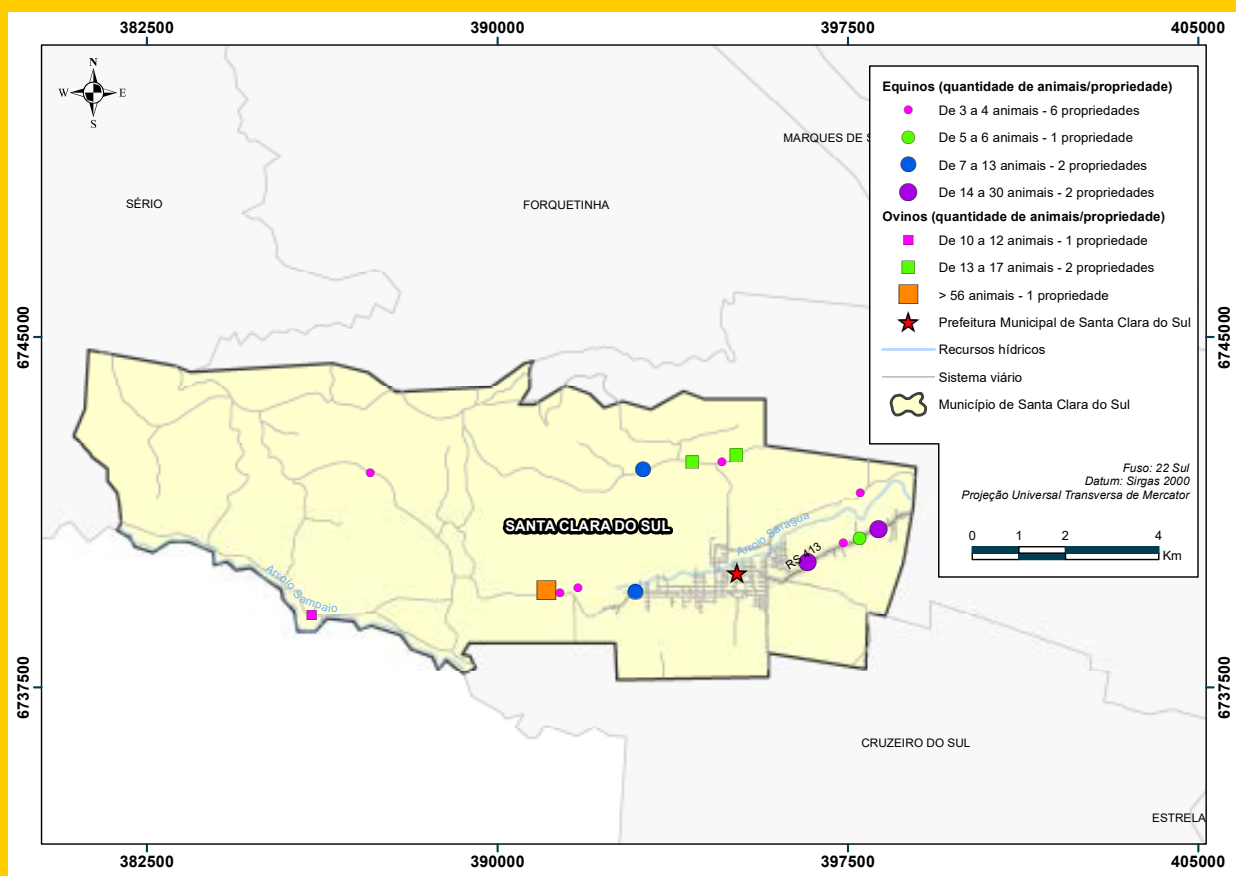 382500
390000
397500
405000
N
W
E
S
Equinos (quantidade de animais/propriedade)
De 3 a 4 animais - 6 propriedades
De 5 a 6 animais - 1 propriedade
De 7 a 13 animais - 2 propriedades
De 14 a 30 animais - 2 propriedades
Ovinos (quantidade de animais/propriedade)
De 10 a 12 animais - 1 propriedade
De 13 a 17 animais - 2 propriedades
> 56 animais - 1 propriedade
Prefeitura Municipal de Santa Clara do Sul
Recursos hídricos
Sistema viário
Município de Santa Clara do Sul
Fuso: 22 Sul
Datum: Sirgas 2000
Projeção Universal Transversa de Mercator
0 1 2 4
Km
MARQUES DE S
SÉRIO
FORQUETINHA
6745000
6745000
SANTA CLARA DO SUL
Arroio Saraguá
RS-413
Arroio Sampaio
6737500
6737500
CRUZEIRO DO SUL
ESTRELA
382500
390000
397500
405000